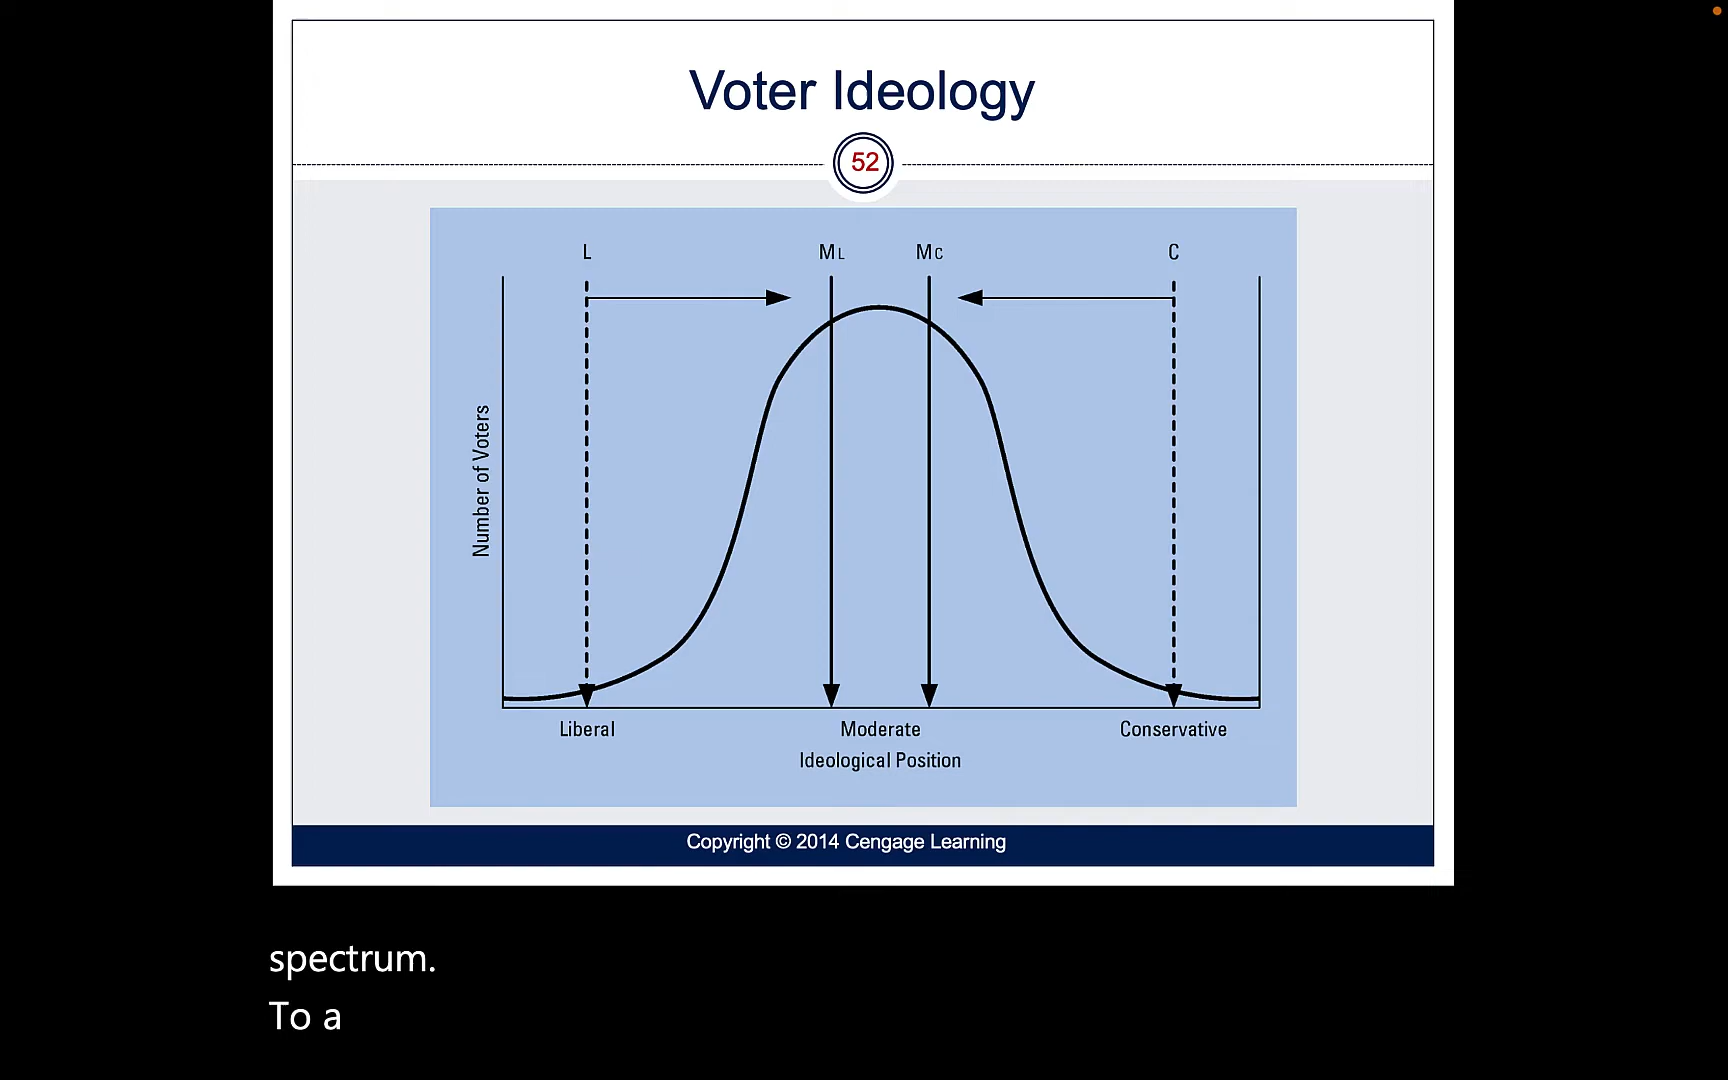 Voter Ideology
52
L ML MC C
Number of Voters
Liberal Moderate Conservative
Ideological Position
Copyright © 2014 Cengage Learning
spectrum.
To a